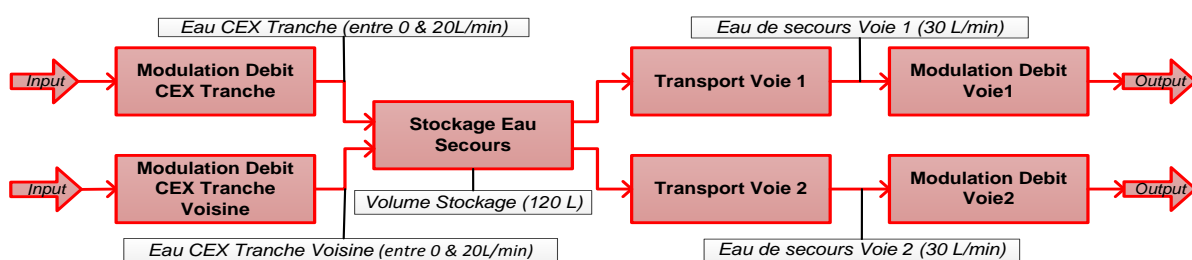 Eau CEX Tranche (entre 0 & 20L/min)
Eau de secours Voie 1 (30 L/min)
Input
Modulation Debit
CEX Tranche
Transport Voie 1
Modulation Debit
Voie1
Output
Stockage Eau
Secours
Input
Modulation Debit
CEX Tranche
Voisine
Volume Stockage (120 L)
Transport Voie 2
Modulation Debit
Voie2
Output
Eau CEX Tranche Voisine (entre 0 & 20L/min)
Eau de secours Voie 2 (30 L/min)